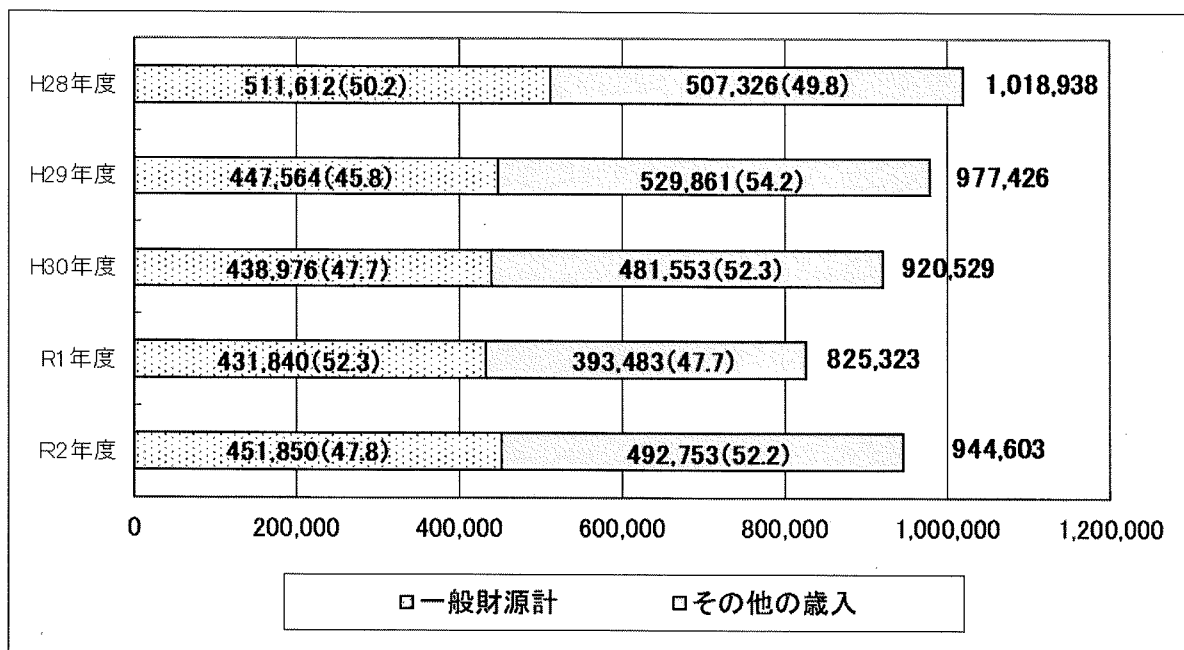 H28年度 511,612(50.2) 507,326(49.8) 1,018,938
H29年度 447,564(45.8) 529,861(54.2) 977,426
H30年度 438,976(47.7) 481,553(52.3) 920,529
R1年度 431,840(52.3) 393,483(47.7) 825,323
R2年度 451,850(47.8) 492,753(52.2) 944,603
0 200,000 400,000 600,000 800,000 1,000,000 1,200,000
一般財源計 その他の歳入